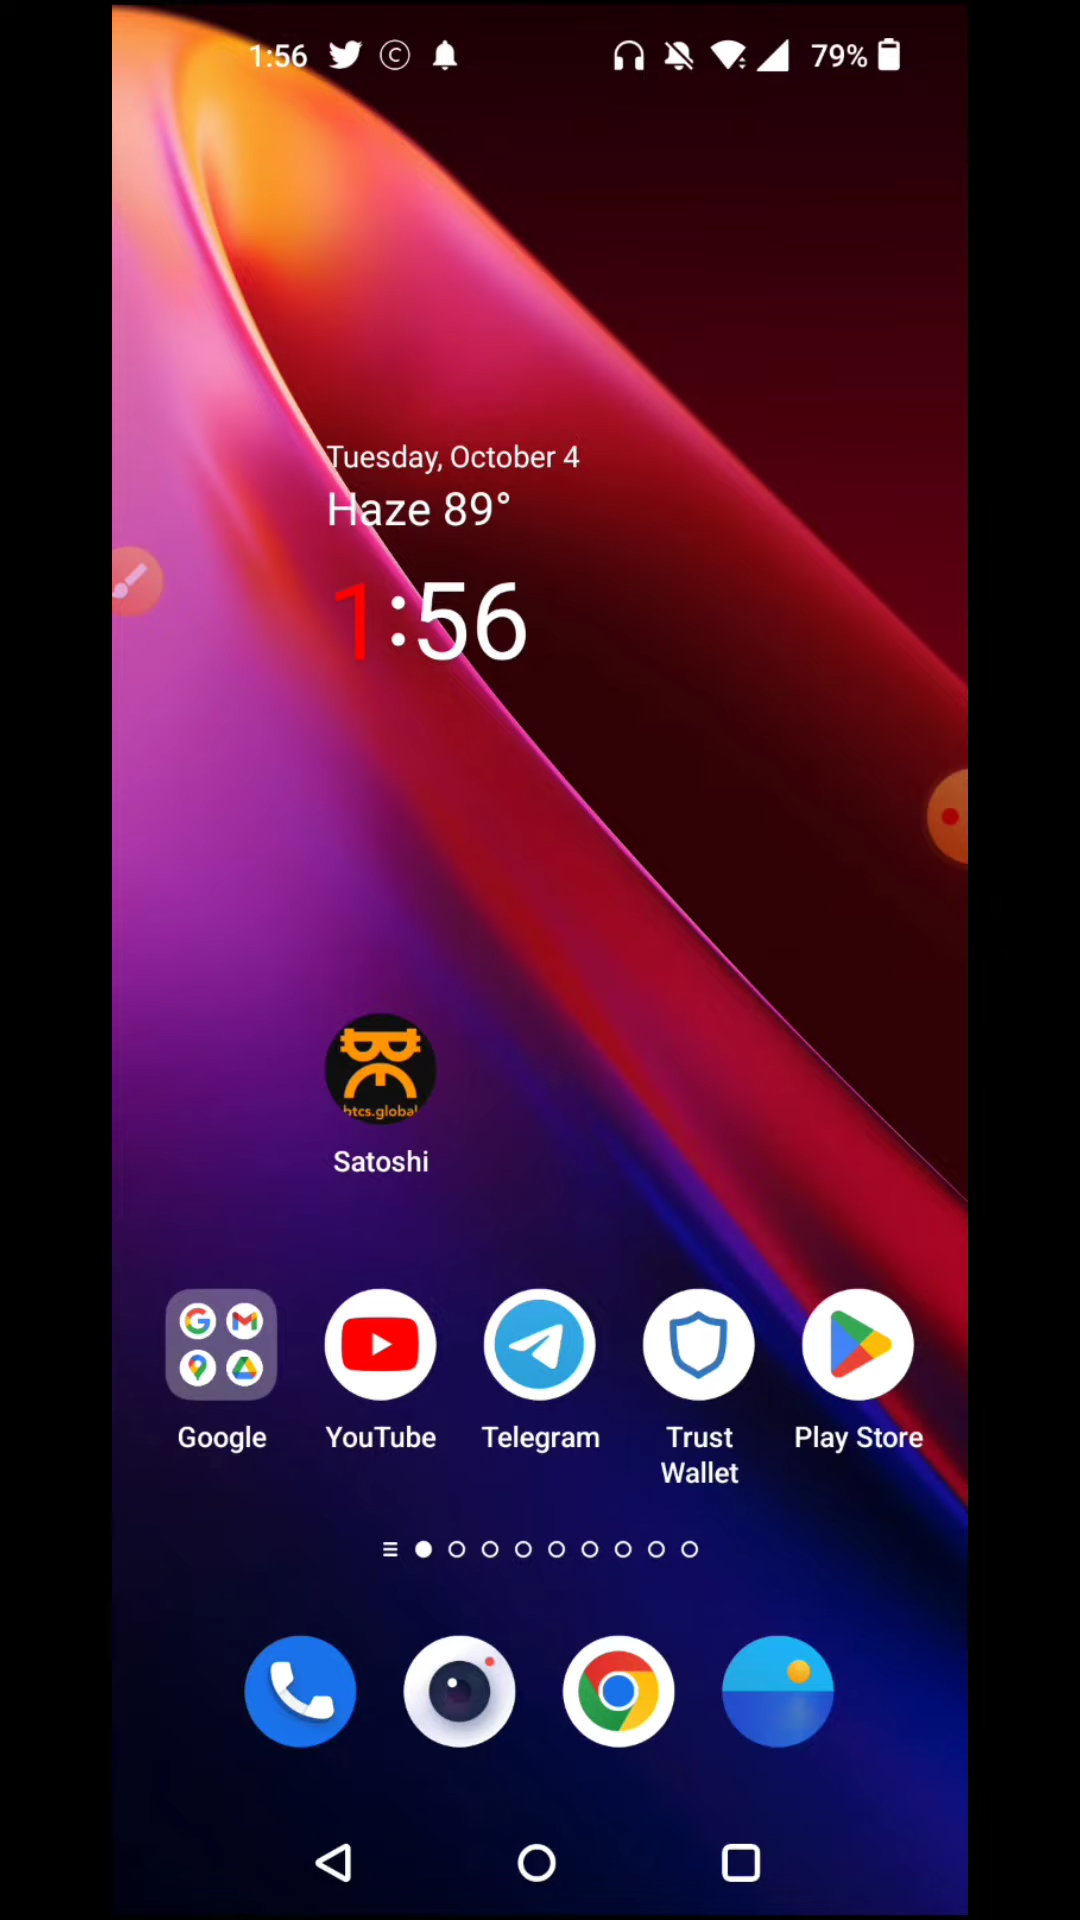 1:56
79%
Tuesday, October 4
Haze 89°
1:56
btcs.global
Satoshi
Google
YouTube
Telegram
Trust
Wallet
Play Store